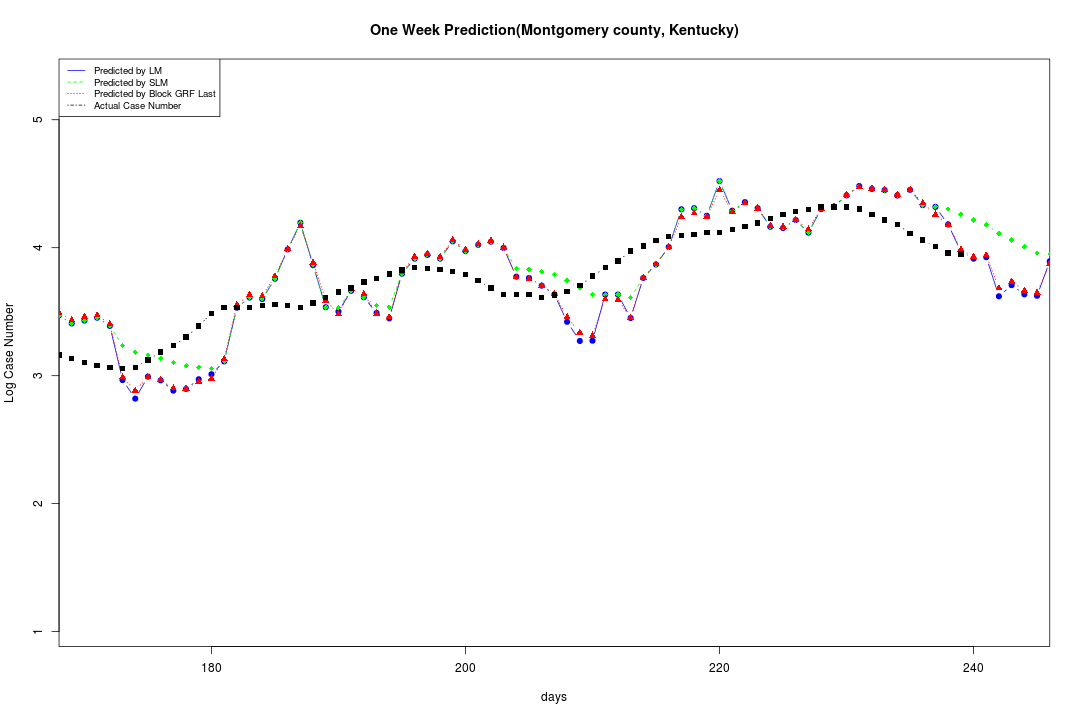 One Week Prediction(Montgomery county, Kentucky)
Predicted by LM
Predicted by SLM
Predicted by Block GRF Last
Actual Case Number
5
4
3
2
1
Log Case Number
180
200
220
240
days